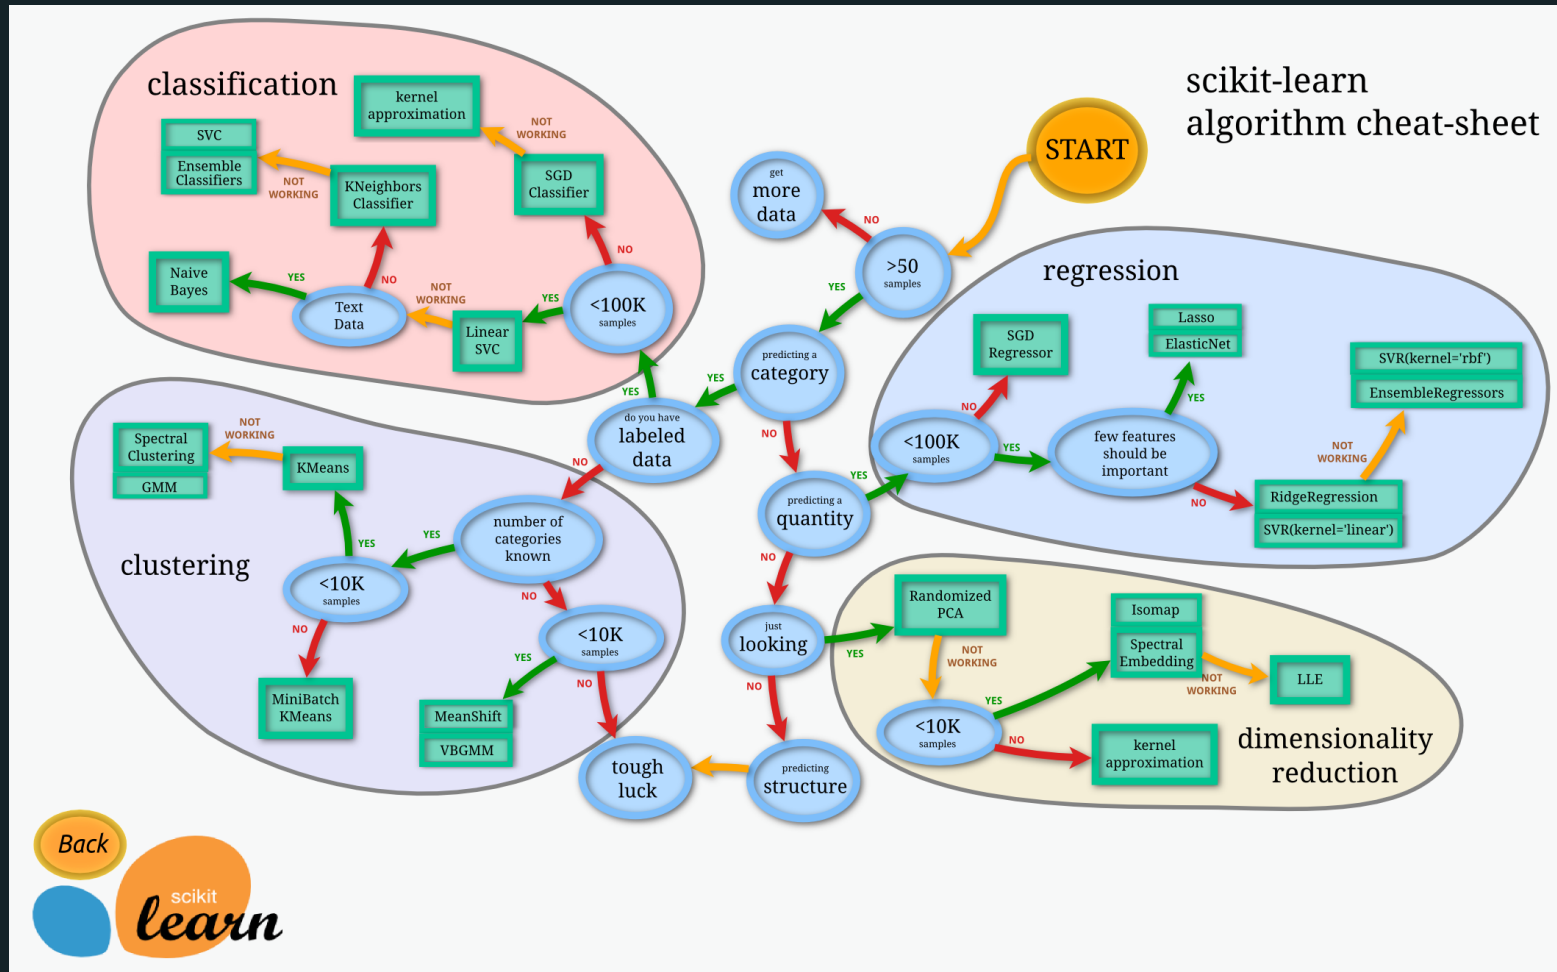 scikit-learn
algorithm cheat-sheet
START
classification
kernel
approximation
NOT
WORKING
SVC
Ensemble
Classifiers
NOT
WORKING
KNeighbors
Classifier
SGD
Classifier
NO
Naive
Bayes
YES
NO
Text
Data
NOT
WORKING
Linear
SVC
YES
<100K
samples
get
more
data
NO
>50
samples
YES
predicting a
category
YES
YES
do you have
labeled
data
NO
NO
predicting a
quantity
YES
NO
just
looking
YES
NO
predicting
structure
tough
luck
regression
SGD
Regressor
Lasso
ElasticNet
SVR(kernel='rbf')
EnsembleRegressors
NO
YES
<100K
samples
YES
few features
should be
important
NOT
WORKING
NO
RidgeRegression
SVR(kernel='linear')
clustering
Spectral
Clustering
GMM
NOT
WORKING
KMeans
YES
YES
number of
categories
known
<10K
samples
NO
NO
<10K
samples
YES
NO
MiniBatch
KMeans
MeanShift
VBGMM
Randomized
PCA
NOT
WORKING
Isomap
Spectral
Embedding
NOT
WORKING
LLE
YES
<10K
samples
NO
kernel
approximation
dimensionality
reduction
Back
scikit
learn